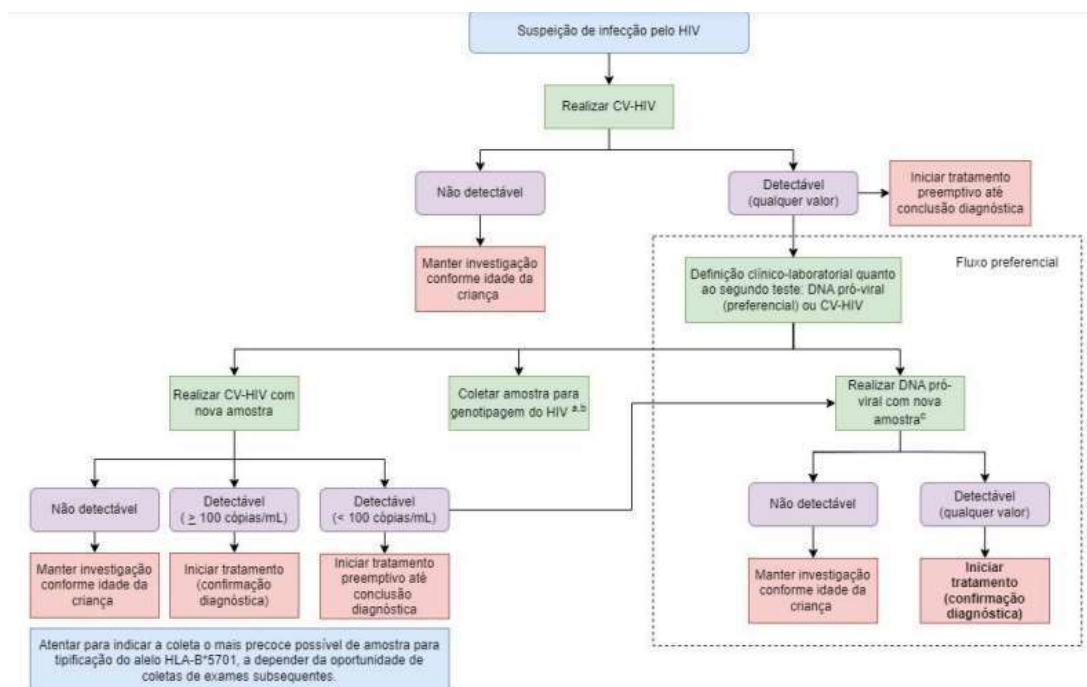 Suspeição de infecção pelo HIV
Realizar CV-HIV
Não detectável
Detectável
(qualquer valor)
Iniciar tratamento
preemptivo até
conclusão diagnóstica
Manter investigação
conforme idade da
criança
Fluxo preferencial
Definição clínico-laboratorial quanto
ao segundo teste: DNA pró-viral
(preferencial) ou CV-HIV
Realizar CV-HIV com
nova amostra
Coletar amostra para
genotipagem do HIV a,b
Realizar DNA pró-
viral com nova
amostra c
Não detectável
Detectável
( ≥ 100 cópias/mL)
Detectável
(< 100 cópias/mL)
Não detectável
Detectável
(qualquer valor)
Manter investigação
conforme idade da
criança
Iniciar tratamento
(confirmação
diagnóstica)
Iniciar tratamento
preemptivo até
conclusão
diagnóstica
Manter investigação
conforme idade da
criança
Iniciar
tratamento
(confirmação
diagnóstica)
Atentar para indicar a coleta o mais precoce possível de amostra para
tipificação do alelo HLA-B*5701, a depender da oportunidade de
coletas de exames subsequentes.